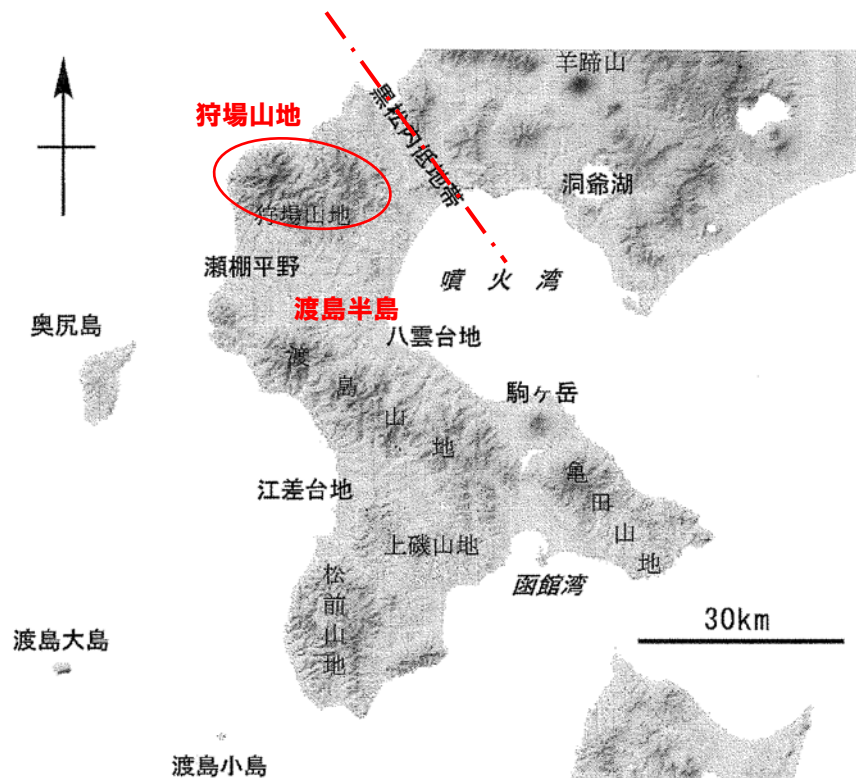 羊蹄山
黒松内低地帯
狩場山地
洞爺湖
狩場山地
瀬棚平野
噴火湾
渡島半島
奥尻島
八雲台地
渡島山地
駒ヶ岳
亀田山地
江差台地
上磯山地
函館湾
松前山地
30km
渡島大島
渡島小島